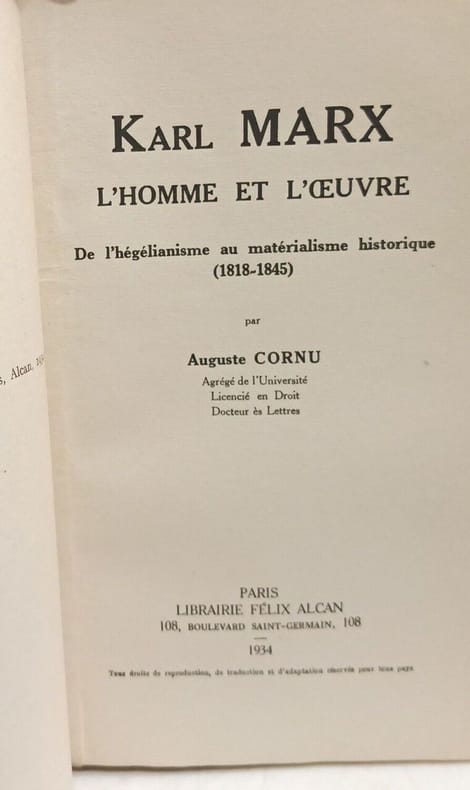 Karl MARX
L'HOMME ET L'ŒUVRE
De l'hégélianisme au matérialisme historique
(1818-1845)
par
Auguste CORNU
Agrégé de l'Université
Licencié en Droit
Docteur ès Lettres
PARIS
LIBRAIRIE FÉLIX ALCAN
108, BOULEVARD SAINT-GERMAIN, 108
1934
Tous droits de reproduction, de traduction et d'adaptation réservés pour tous pays.
Alcan,